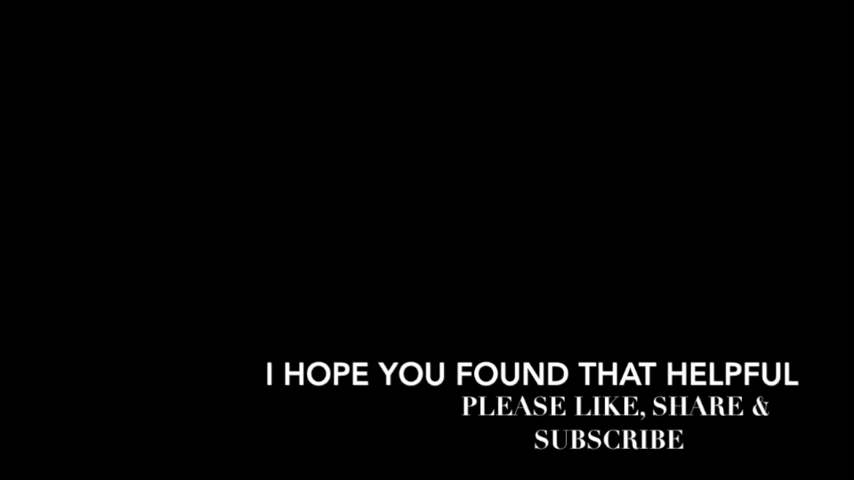 I HOPE YOU FOUND THAT HELPFUL
PLEASE LIKE, SHARE &
SUBSCRIBE